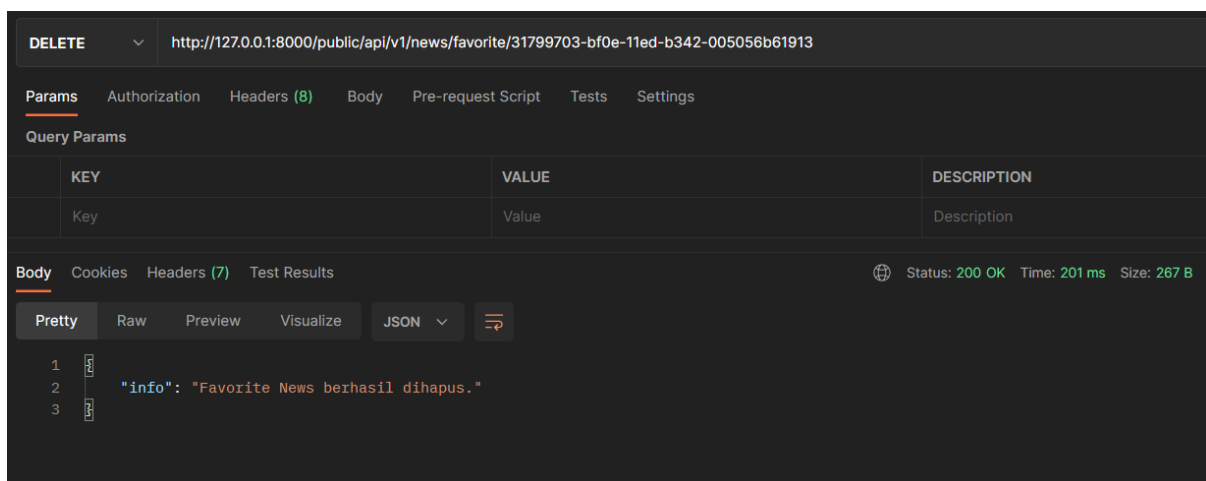 DELETE http://127.0.0.1:8000/public/api/v1/news/favorite/31799703-bf0e-11ed-b342-005056b61913
Params Authorization Headers (8) Body Pre-request Script Tests Settings
Query Params
KEY VALUE DESCRIPTION
Key Value Description
Body Cookies Headers (7) Test Results Status: 200 OK Time: 201 ms Size: 267 B
Pretty Raw Preview Visualize JSON
1 {
2 "info": "Favorite News berhasil dihapus."
3 }